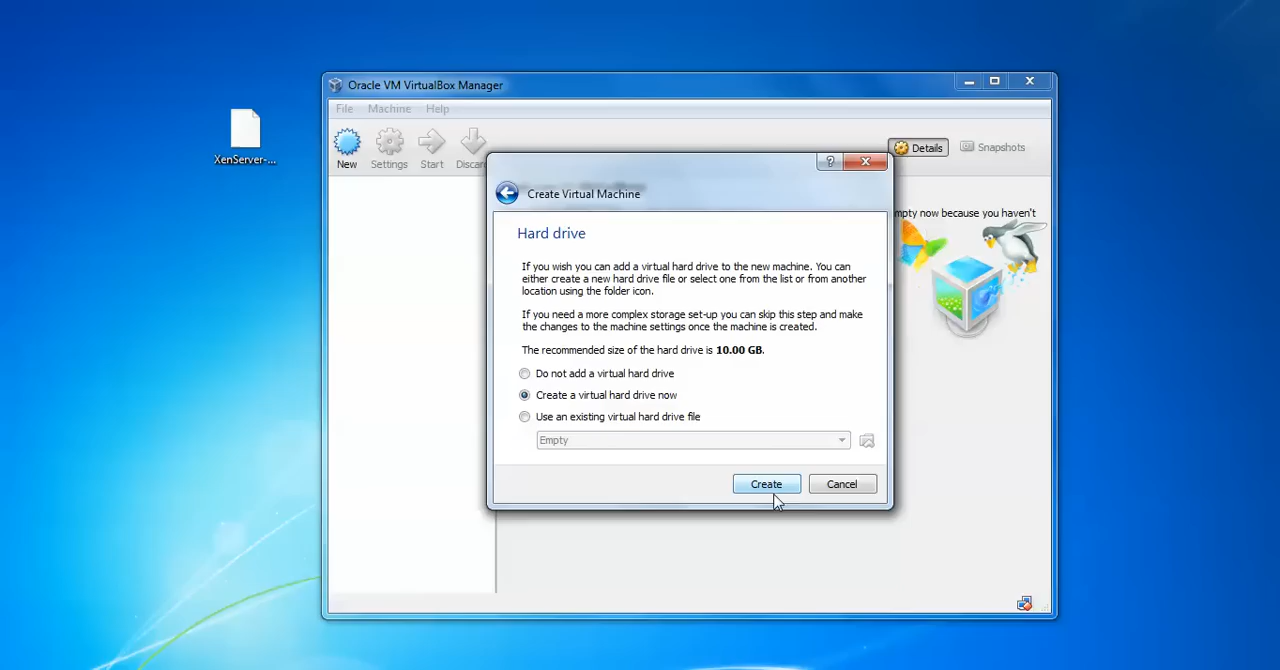 XenServer-...
Oracle VM VirtualBox Manager
File Machine Help
New Settings Start
Details Snapshots
Create Virtual Machine
mpty now because you haven't
Hard drive
If you wish you can add a virtual hard drive to the new machine. You can
either create a new hard drive file or select one from the list or from another
location using the folder icon.
If you need a more complex storage set-up you can skip this step and make
the changes to the machine settings once the machine is created.
The recommended size of the hard drive is 10.00 GB.
Do not add a virtual hard drive
Create a virtual hard drive now
Use an existing virtual hard drive file
Empty
Create Cancel